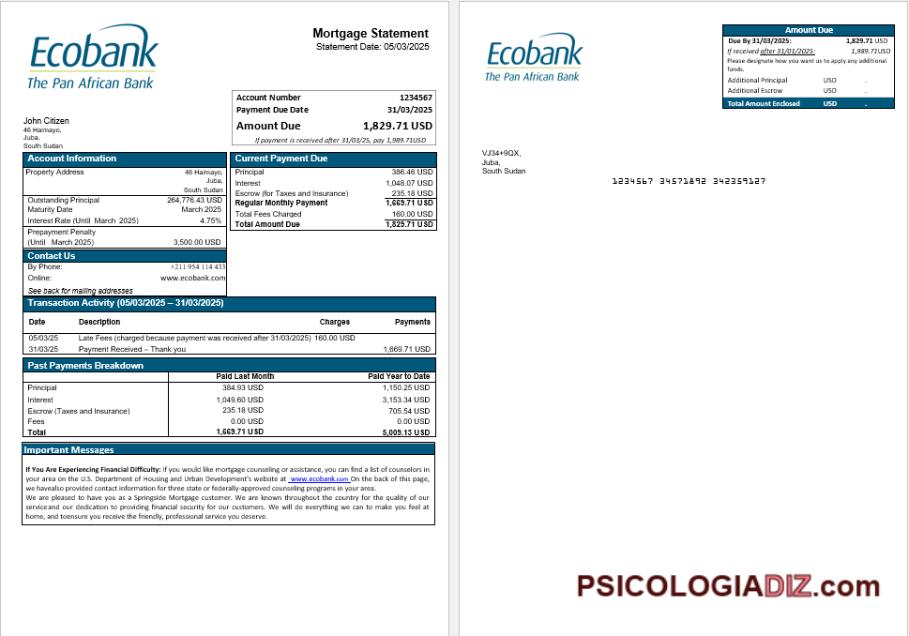 Ecobank
The Pan African Bank
Mortgage Statement
Statement Date: 05/03/2025
Account Number 1234567
Payment Due Date 31/03/2025
Amount Due 1,829.71 USD
If payment is received after 31/03/25, pay 1,989.71USD
John Citizen
46 Haimayo,
Juba,
South Sudan
Account Information
Property Address 46 Haimayo,
Juba,
South Sudan
Outstanding Principal 264,776.43 USD
Maturity Date March 2025
Interest Rate (Until March 2025) 4.75%
Prepayment Penalty
(Until March 2025) 3,500.00 USD
Contact Us
By Phone: +211 954 114 433
Online: www.ecobank.com
See back for mailing addresses
Current Payment Due
Principal 386.46 USD
Interest 1,048.07 USD
Escrow (for Taxes and Insurance) 235.18 USD
Regular Monthly Payment 1,669.71 USD
Total Fees Charged 160.00 USD
Total Amount Due 1,829.71 USD
Transaction Activity (05/03/2025 – 31/03/2025)
Date Description Charges Payments
05/03/25 Late Fees (charged because payment was received after 31/03/2025) 160.00 USD
31/03/25 Payment Received – Thank you 1,669.71 USD
Past Payments Breakdown
Paid Last Month Paid Year to Date
Principal 384.93 USD 1,150.25 USD
Interest 1,049.60 USD 3,153.34 USD
Escrow (Taxes and Insurance) 235.18 USD 705.54 USD
Fees 0.00 USD 0.00 USD
Total 1,669.71 USD 5,009.13 USD
Important Messages
If You Are Experiencing Financial Difficulty: If you would like mortgage counseling or assistance, you can find a list of counselors in
your area on the U.S. Department of Housing and Urban Development's website at www.ecobank.com On the back of this page,
we havealso provided contact information for three state or federally-approved counseling programs in your area.
We are pleased to have you as a Springside Mortgage customer. We are known throughout the country for the quality of our
service and our dedication to providing financial security for our customers. We will do everything we can to make you feel at
home, and toensure you receive the friendly, professional service you deserve.
Ecobank
The Pan African Bank
Amount Due
Due By 31/03/2025: 1,829.71 USD
If received after 31/01/2025: 1,989.71USD
Please designate how you want us to apply any additional
funds.
Additional Principal USD .
Additional Escrow USD .
Total Amount Enclosed USD .
VJ34+9QX,
Juba,
South Sudan
1234567 34571892 342359127
PSICOLOGIADIZ.com